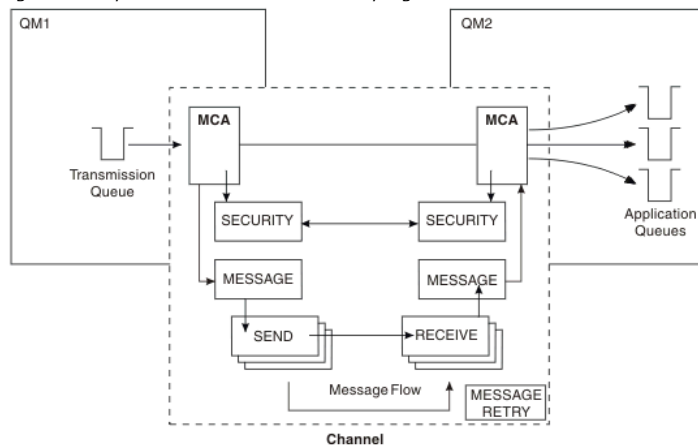 QM1
QM2
MCA
MCA
Transmission
Queue
Application
Queues
SECURITY
SECURITY
MESSAGE
MESSAGE
SEND
RECEIVE
Message Flow
MESSAGE
RETRY
Channel